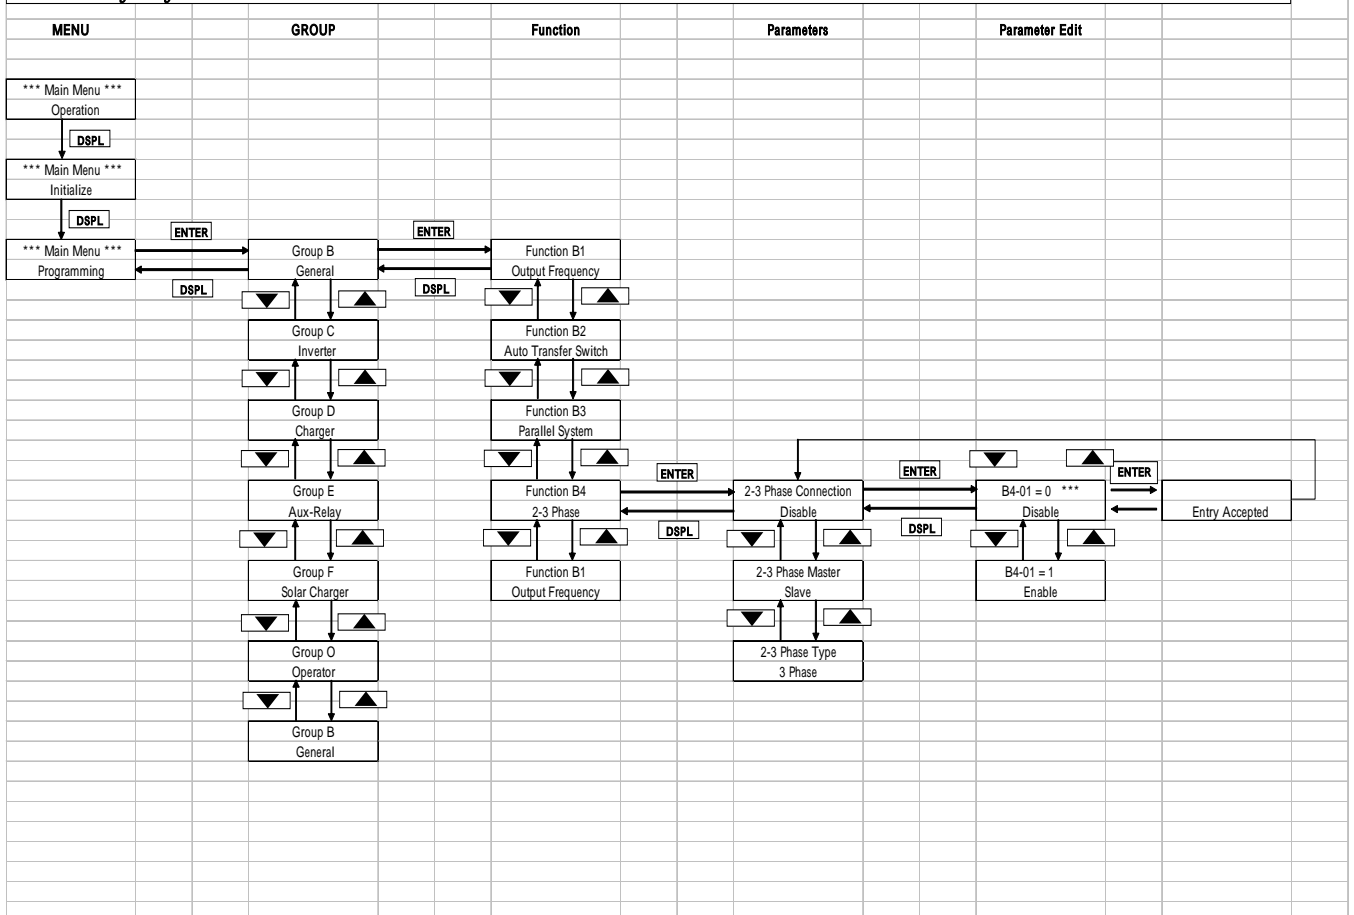 MENU GROUP Function Parameters Parameter Edit
*** Main Menu ***
Operation
DSPL
*** Main Menu ***
Initialize
DSPL
*** Main Menu ***
Programming
ENTER
DSPL
Group B
General
Group C
Inverter
Group D
Charger
Group E
Aux-Relay
Group F
Solar Charger
Group O
Operator
Group B
General
ENTER
DSPL
Function B1
Output Frequency
Function B2
Auto Transfer Switch
Function B3
Parallel System
Function B4
2-3 Phase
Function B1
Output Frequency
ENTER
DSPL
2-3 Phase Connection
Disable
2-3 Phase Master
Slave
2-3 Phase Type
3 Phase
ENTER
DSPL
B4-01 = 0 ***
Disable
B4-01 = 1
Enable
ENTER
Entry Accepted